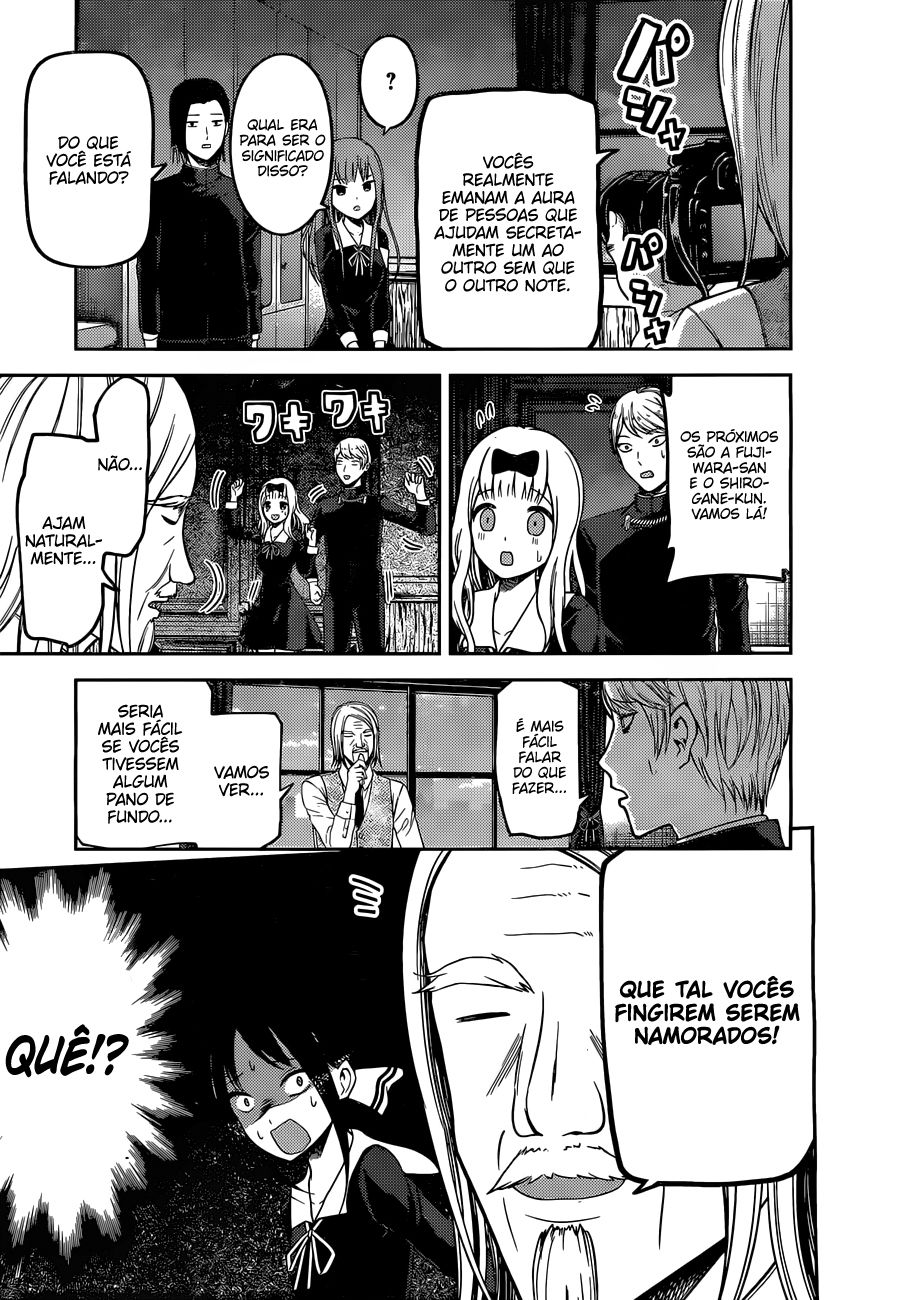 パシャ
パシャ
VOCÊS
REALMENTE
EMANAM A AURA
DE PESSOAS QUE
AJUDAM SECRETA-
MENTE UM AO
OUTRO SEM QUE
O OUTRO NOTE.
?
QUAL ERA
PARA SER O
SIGNIFICADO
DISSO?
DO QUE
VOCÊ ESTÁ
FALANDO?
OS PRÓXIMOS
SÃO A FUJI-
WARA-SAN
E O SHIRO-
GANE-KUN.
VAMOS LÁ!
ワキ
ワキ
NÃO...
AJAM
NATURAL-
MENTE...
É MAIS
FÁCIL
FALAR
DO QUE
FAZER...
VAMOS
VER...
SERIA
MAIS FÁCIL
SE VOCÊS
TIVESSEM
ALGUM
PANO DE
FUNDO...
QUE TAL VOCÊS
FINGIREM SEREM
NAMORADOS!
QUÊ!?